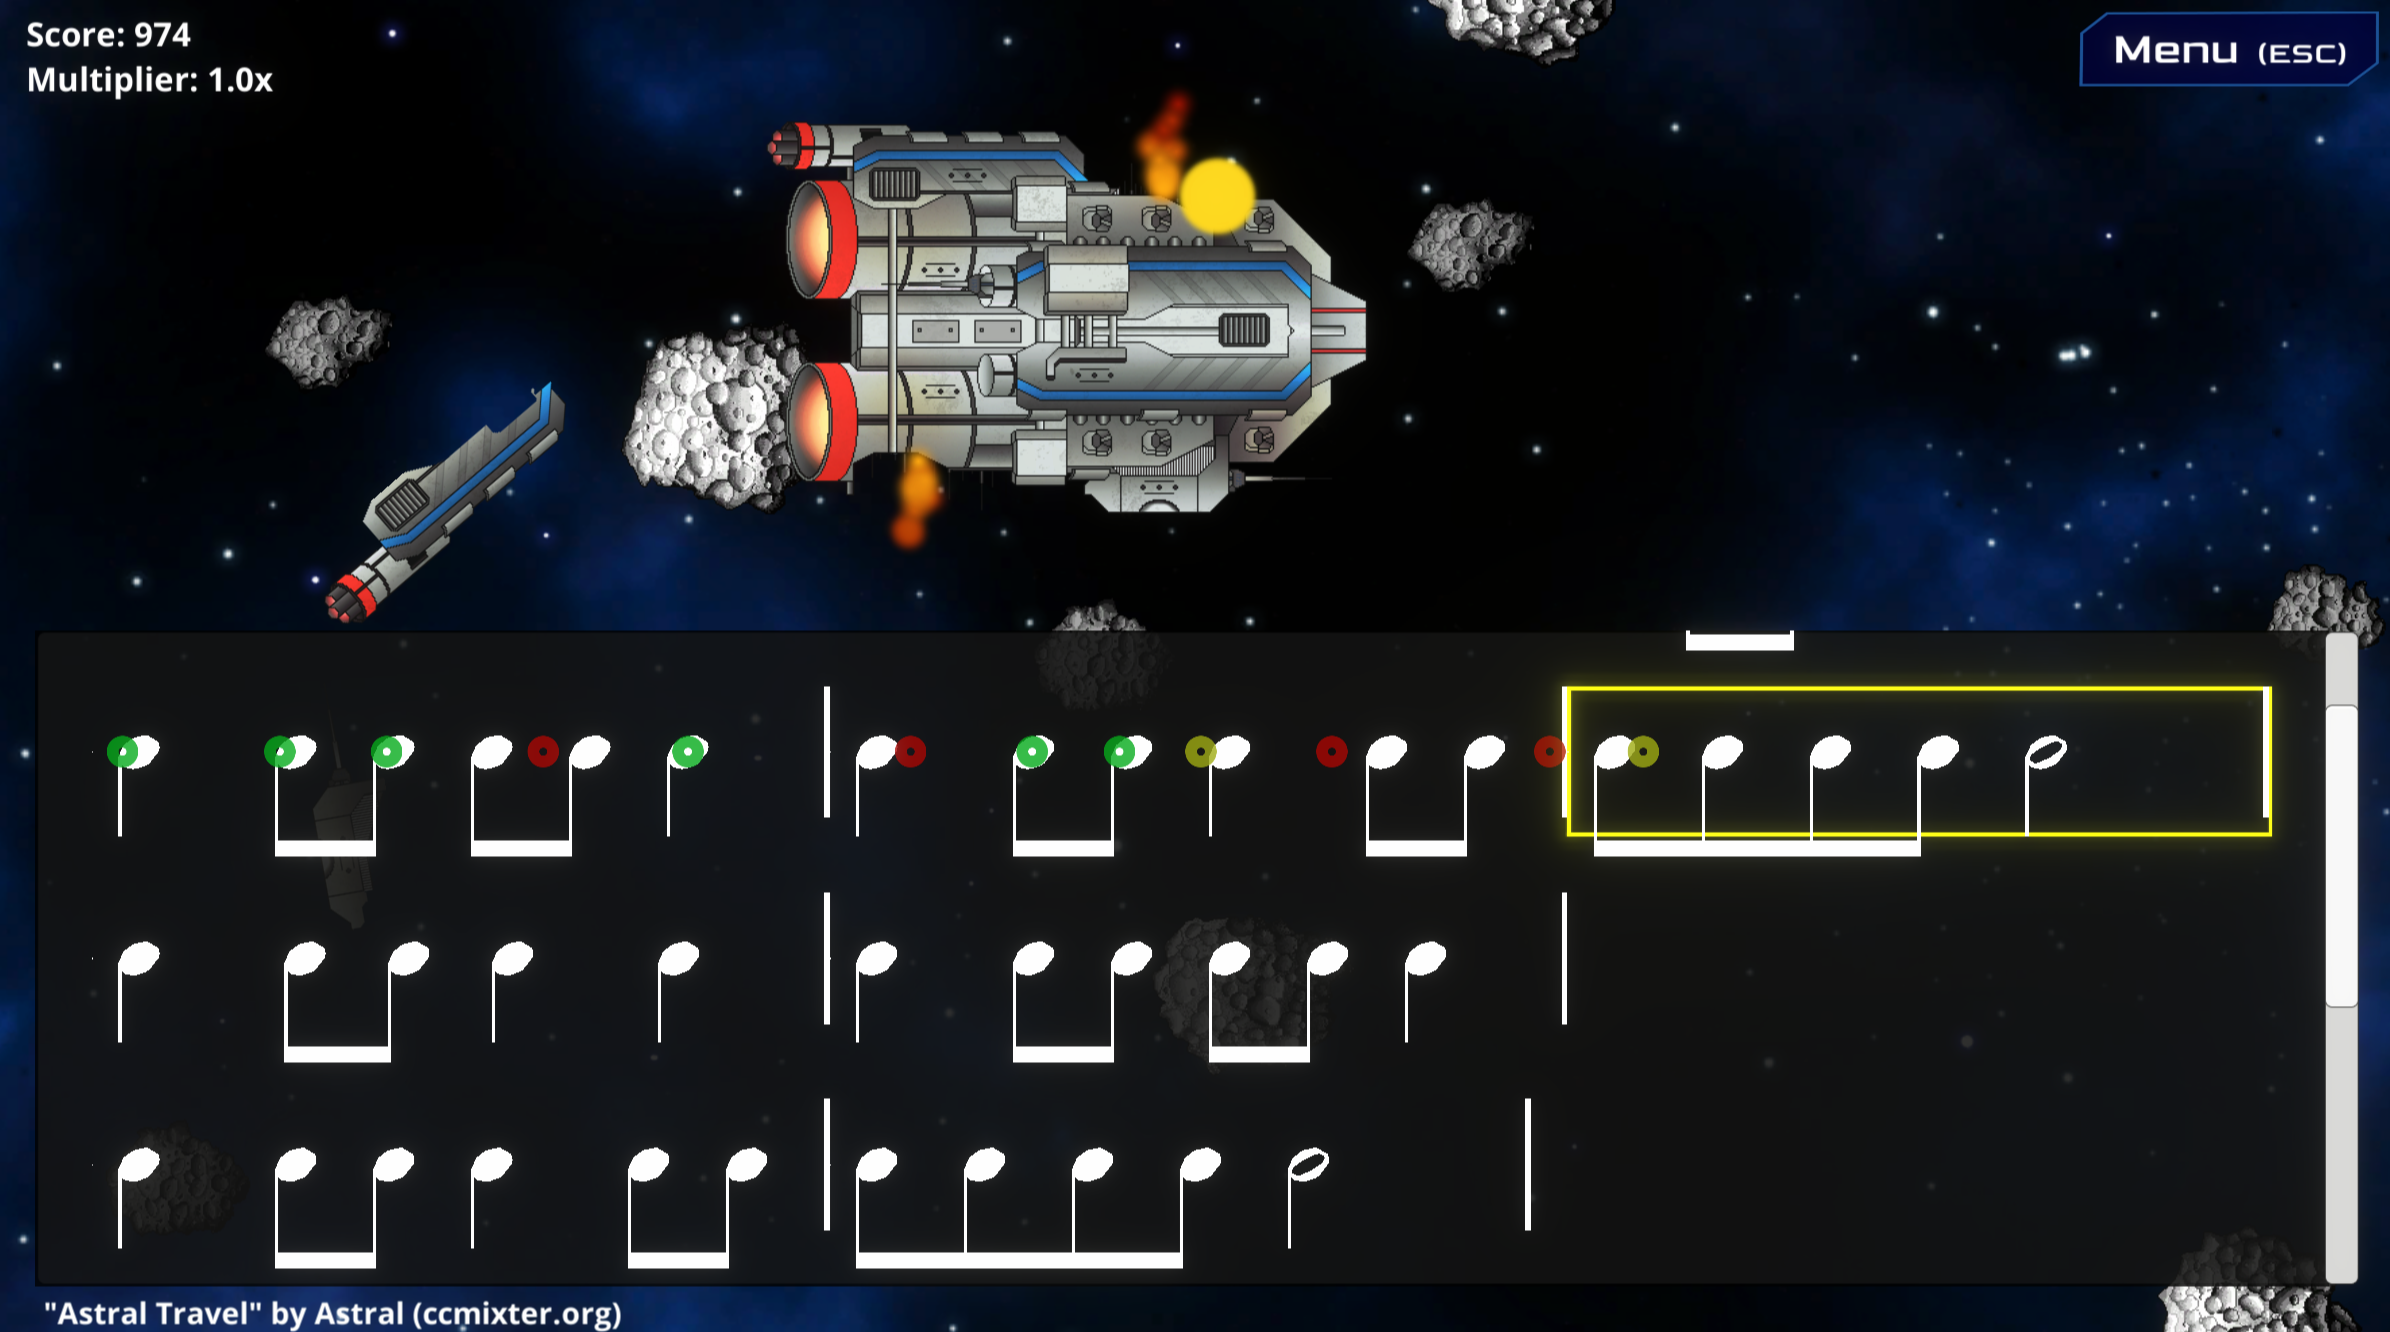 Score: 974
Multiplier: 1.0x
Menu (ESC)
"Astral Travel" by Astral (ccmixter.org)